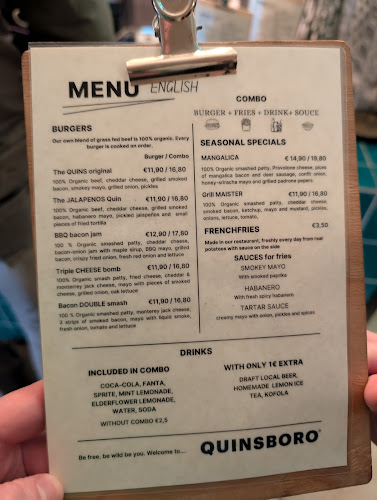 MENU ENGLISH
BURGERS
Our own blend of grass fed beef is 100% organic. Every
burger is cooked on order.
Burger / Combo
The QUINS original €11,90 / 16,80
100% Organic beef, cheddar cheese, grilled smoked
bacon, smokey mayo, grilled onion, pickles
The JALAPENOS Quin €11,90 / 16,80
100% Organic beef, cheddar cheese, grilled smoked
bacon, habanero mayo, pickled jalapenos and small
pieces of fried tortilla
BBQ bacon jam €12,90 / 17,80
100 % Organic smashed patty, cheddar cheese,
bacon-onion jam with maple sirup, BBQ mayo, grilled
bacon, crispy fried onion, fresh red onion and lettuce
Triple CHEESE bomb €11,90 / 16,80
100% Organic smash patty, fried cheese, cheddar &
monterey jack cheese, mayo with pieces of smoked
cheese, grilled onion, oak lettuce
Bacon DOUBLE smash €11,90 / 16,80
100 % Organic smashed patty, monterey jack cheese,
3 strips of smoked bacon, mayo with liquid smoke,
fresh onion, tomato and lettuce
COMBO
BURGER + FRIES + DRINK+ SOUCE
SEASONAL SPECIALS
MANGALICA €14,90 / 19,80
100% Organic smashed patty, Provolone cheese, pices
of mangalica bacon and deer sausage, confit onion,
honey-sriracha mayo and grilled padrone papers
Grill MAISTER €11,90 / 16,80
100% Organic smashed patty, cheddar cheese, smoked
bacon, ketchup, mayo and mustard, pickles,
onions, lettuce, tomato,
FRENCHFRIES €3,50
Made in our restaurant, freshly every day from real
potatoes with sauce on the side
SAUCES for fries
SMOKEY MAYO
With smoked paprika
HABANERO
With fresh spicy habanero
TARTAR SAUCE
creamy mayo with onion, pickles and spices
DRINKS
INCLUDED IN COMBO
COCA-COLA, FANTA,
SPRITE, MINT LEMONADE,
ELDERFLOWER LEMONADE,
WATER, SODA
WITHOUT COMBO €2,5
WITH ONLY 1€ EXTRA
DRAFT LOCAL BEER,
HOMEMADE LEMON ICE
TEA, KOFOLA
Be free, be wild be you. Welcome to....
QUINSBORO